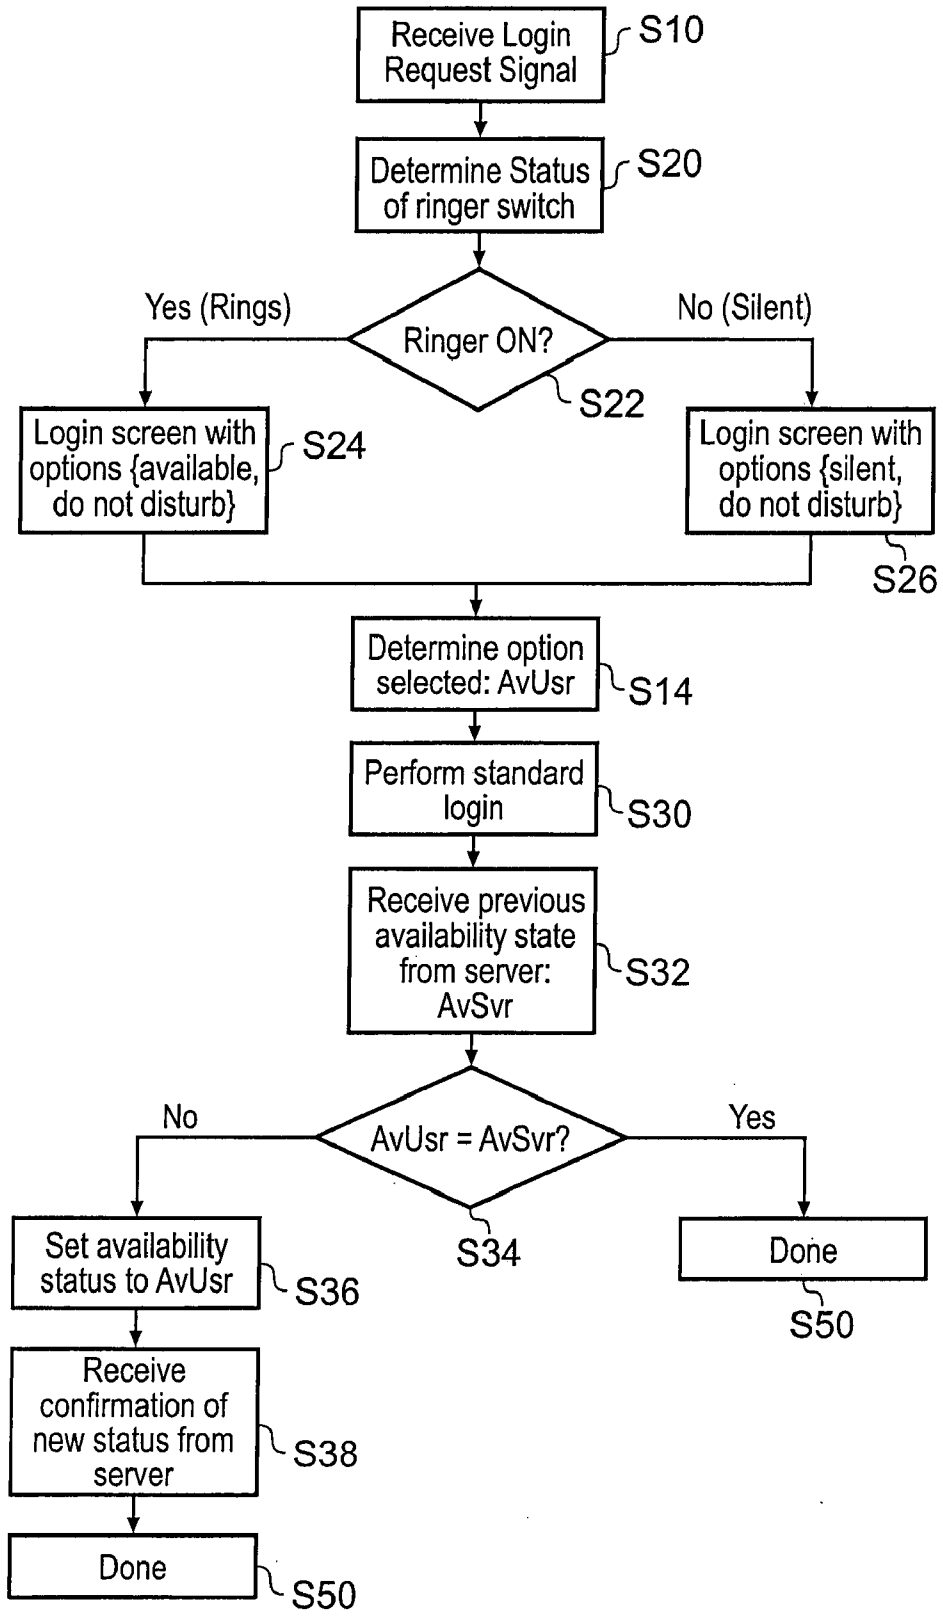 Receive Login
Request Signal
S10
Determine Status
of ringer switch
S20
Yes (Rings)
No (Silent)
Ringer ON?
S22
Login screen with
options {available,
do not disturb}
S24
Login screen with
options {silent,
do not disturb}
S26
Determine option
selected: AvUsr
S14
Perform standard
login
S30
Receive previous
availability state
from server:
AvSvr
S32
No
Yes
AvUsr = AvSvr?
S34
Set availability
status to AvUsr
S36
Done
S50
Receive
confirmation of
new status from
server
S38
Done
S50